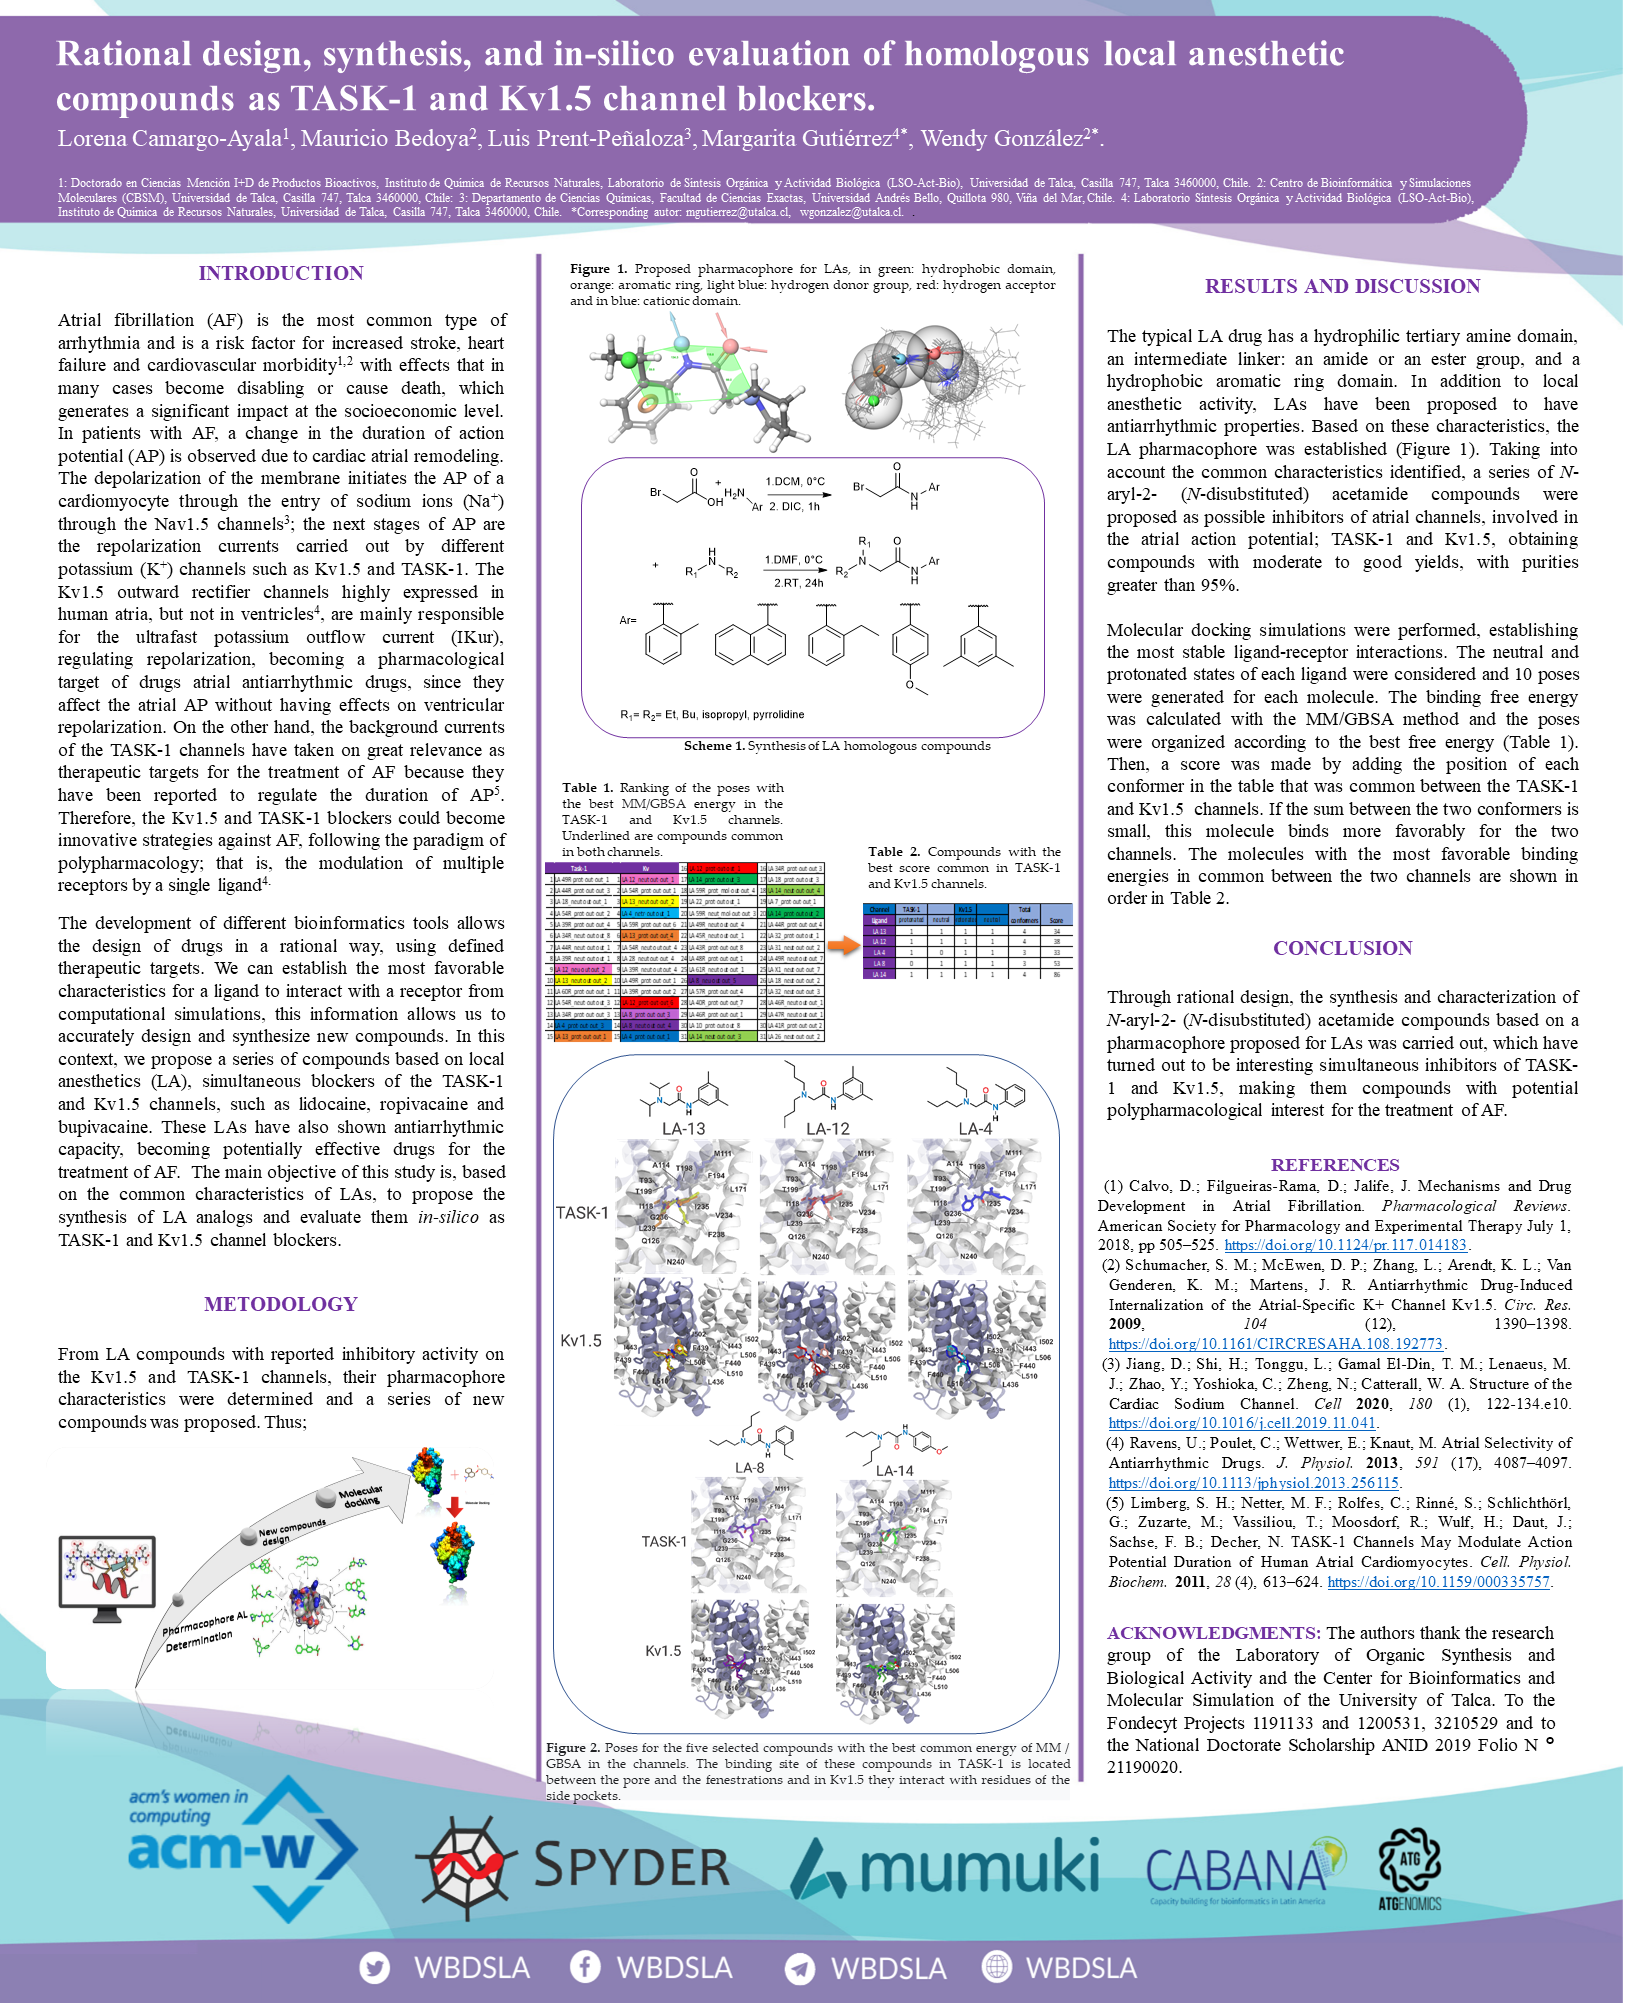 Rational design, synthesis, and in-silico evaluation of homologous local anesthetic
compounds as TASK-1 and Kv1.5 channel blockers.
Lorena Camargo-Ayala1, Mauricio Bedoya2, Luis Prent-Peñaloza3, Margarita Gutiérrez4*, Wendy González2*.
1: Doctorado en Ciencias Mención I+D de Productos Bioactivos, Instituto de Química de Recursos Naturales, Laboratorio de Síntesis Orgánica y Actividad Biológica (LSO-Act-Bio), Universidad de Talca, Casilla 747, Talca 3460000, Chile. 2: Centro de Bioinformática y Simulaciones
Moleculares (CBSM), Universidad de Talca, Casilla 747, Talca 3460000, Chile: 3: Departamento de Ciencias Químicas, Facultad de Ciencias Exactas, Universidad Andrés Bello, Quillota 980, Viña del Mar, Chile. 4: Laboratorio Síntesis Orgánica y Actividad Biológica (LSO-Act-Bio),
Instituto de Química de Recursos Naturales, Universidad de Talca, Casilla 747, Talca 3460000, Chile. *Corresponding autor: mgutierrez@utalca.cl, wgonzalez@utalca.cl. .
INTRODUCTION
Atrial fibrillation (AF) is the most common type of
arrhythmia and is a risk factor for increased stroke, heart
failure and cardiovascular morbidity1,2 with effects that in
many cases become disabling or cause death, which
generates a significant impact at the socioeconomic level.
In patients with AF, a change in the duration of action
potential (AP) is observed due to cardiac atrial remodeling.
The depolarization of the membrane initiates the AP of a
cardiomyocyte through the entry of sodium ions (Na+)
through the Nav1.5 channels3; the next stages of AP are
the repolarization currents carried out by different
potassium (K+) channels such as Kv1.5 and TASK-1. The
Kv1.5 outward rectifier channels highly expressed in
human atria, but not in ventricles4, are mainly responsible
for the ultrafast potassium outflow current (IKur),
regulating repolarization, becoming a pharmacological
target of drugs atrial antiarrhythmic drugs, since they
affect the atrial AP without having effects on ventricular
repolarization. On the other hand, the background currents
of the TASK-1 channels have taken on great relevance as
therapeutic targets for the treatment of AF because they
have been reported to regulate the duration of AP5.
Therefore, the Kv1.5 and TASK-1 blockers could become
innovative strategies against AF, following the paradigm of
polypharmacology; that is, the modulation of multiple
receptors by a single ligand4.
The development of different bioinformatics tools allows
the design of drugs in a rational way, using defined
therapeutic targets. We can establish the most favorable
characteristics for a ligand to interact with a receptor from
computational simulations, this information allows us to
accurately design and synthesize new compounds. In this
context, we propose a series of compounds based on local
anesthetics (LA), simultaneous blockers of the TASK-1
and Kv1.5 channels, such as lidocaine, ropivacaine and
bupivacaine. These LAs have also shown antiarrhythmic
capacity, becoming potentially effective drugs for the
treatment of AF. The main objective of this study is, based
on the common characteristics of LAs, to propose the
synthesis of LA analogs and evaluate them in-silico as
TASK-1 and Kv1.5 channel blockers.
METODOLOGY
From LA compounds with reported inhibitory activity on
the Kv1.5 and TASK-1 channels, their pharmacophore
characteristics were determined and a series of new
compounds was proposed. Thus;
Molecular
docking
New compounds
design
Pharmacophore AL
Determination
Figure 1. Proposed pharmacophore for LAs, in green: hydrophobic domain,
orange: aromatic ring, light blue: hydrogen donor group, red: hydrogen acceptor
and in blue: cationic domain.
Br O OH + H2N Ar 1.DCM, 0°C 2. DIC, 1h Br O N H Ar
+ R1 H N R2 1.DMF, 0°C 2.RT, 24h R1 R2 N O N H Ar
Ar=
O
R1= R2= Et, Bu, isopropyl, pyrrolidine
Scheme 1. Synthesis of LA homologous compounds
Table 1. Ranking of the poses with
the best MM/GBSA energy in the
TASK-1 and Kv1.5 channels.
Underlined are compounds common
in both channels.
Task-1 Kv
Table 2. Compounds with the
best score common in TASK-1
and Kv1.5 channels.
Channel TASK-1 Kv1.5 Total
ligand protonated neutral neutral conformers Score
LA-13 1 1 1 1 4 34
LA-12 1 1 1 1 4 38
LA-4 1 0 1 1 3 33
LA-8 0 1 1 1 3 53
LA-14 1 1 1 1 4 86
LA-13 LA-12 LA-4
TASK-1
M111 A114 T198 T93 F194 T199 L171 I118 I235 G236 V234 L239 F238 Q126 N240
Kv1.5
I502 I443 F439 L506 F440 L510 L436
LA-8 LA-14
TASK-1
Kv1.5
Figure 2. Poses for the five selected compounds with the best common energy of MM /
GBSA in the channels. The binding site of these compounds in TASK-1 is located
between the pore and the fenestrations and in Kv1.5 they interact with residues of the
side pockets.
RESULTS AND DISCUSSION
The typical LA drug has a hydrophilic tertiary amine domain,
an intermediate linker: an amide or an ester group, and a
hydrophobic aromatic ring domain. In addition to local
anesthetic activity, LAs have been proposed to have
antiarrhythmic properties. Based on these characteristics, the
LA pharmacophore was established (Figure 1). Taking into
account the common characteristics identified, a series of N-
aryl-2- (N-disubstituted) acetamide compounds were
proposed as possible inhibitors of atrial channels, involved in
the atrial action potential; TASK-1 and Kv1.5, obtaining
compounds with moderate to good yields, with purities
greater than 95%.
Molecular docking simulations were performed, establishing
the most stable ligand-receptor interactions. The neutral and
protonated states of each ligand were considered and 10 poses
were generated for each molecule. The binding free energy
was calculated with the MM/GBSA method and the poses
were organized according to the best free energy (Table 1).
Then, a score was made by adding the position of each
conformer in the table that was common between the TASK-1
and Kv1.5 channels. If the sum between the two conformers is
small, this molecule binds more favorably for the two
channels. The molecules with the most favorable binding
energies in common between the two channels are shown in
order in Table 2.
CONCLUSION
Through rational design, the synthesis and characterization of
N-aryl-2- (N-disubstituted) acetamide compounds based on a
pharmacophore proposed for LAs was carried out, which have
turned out to be interesting simultaneous inhibitors of TASK-
1 and Kv1.5, making them compounds with potential
polypharmacological interest for the treatment of AF.
REFERENCES
(1) Calvo, D.; Filgueiras-Rama, D.; Jalife, J. Mechanisms and Drug
Development in Atrial Fibrillation. Pharmacological Reviews.
American Society for Pharmacology and Experimental Therapy July 1,
2018, pp 505–525. https://doi.org/10.1124/pr.117.014183.
(2) Schumacher, S. M.; McEwen, D. P.; Zhang, L.; Arendt, K. L.; Van
Genderen, K. M.; Martens, J. R. Antiarrhythmic Drug-Induced
Internalization of the Atrial-Specific K+ Channel Kv1.5. Circ. Res.
2009, 104 (12), 1390–1398.
https://doi.org/10.1161/CIRCRESAHA.108.192773.
(3) Jiang, D.; Shi, H.; Tonggu, L.; Gamal El-Din, T. M.; Lenaeus, M.
J.; Zhao, Y.; Yoshioka, C.; Zheng, N.; Catterall, W. A. Structure of the
Cardiac Sodium Channel. Cell 2020, 180 (1), 122-134.e10.
https://doi.org/10.1016/j.cell.2019.11.041.
(4) Ravens, U.; Poulet, C.; Wettwer, E.; Knaut, M. Atrial Selectivity of
Antiarrhythmic Drugs. J. Physiol. 2013, 591 (17), 4087–4097.
https://doi.org/10.1113/jphysiol.2013.256115.
(5) Limberg, S. H.; Netter, M. F.; Rolfes, C.; Rinné, S.; Schlichthörl,
G.; Zuzarte, M.; Vassiliou, T.; Moosdorf, R.; Wulf, H.; Daut, J.;
Sachse, F. B.; Decher, N. TASK-1 Channels May Modulate Action
Potential Duration of Human Atrial Cardiomyocytes. Cell. Physiol.
Biochem. 2011, 28 (4), 613–624. https://doi.org/10.1159/000335757.
ACKNOWLEDGMENTS: The authors thank the research
group of the Laboratory of Organic Synthesis and
Biological Activity and the Center for Bioinformatics and
Molecular Simulation of the University of Talca. To the
Fondecyt Projects 1191133 and 1200531, 3210529 and to
the National Doctorate Scholarship ANID 2019 Folio N °
21190020.
acm's women in
computing
acm-w
SPYDER
mumuki
CABANA
Capacity building for bioinformatics in Latin America
ATG
ATGENOMICS
WBDSLA WBDSLA WBDSLA WBDSLA